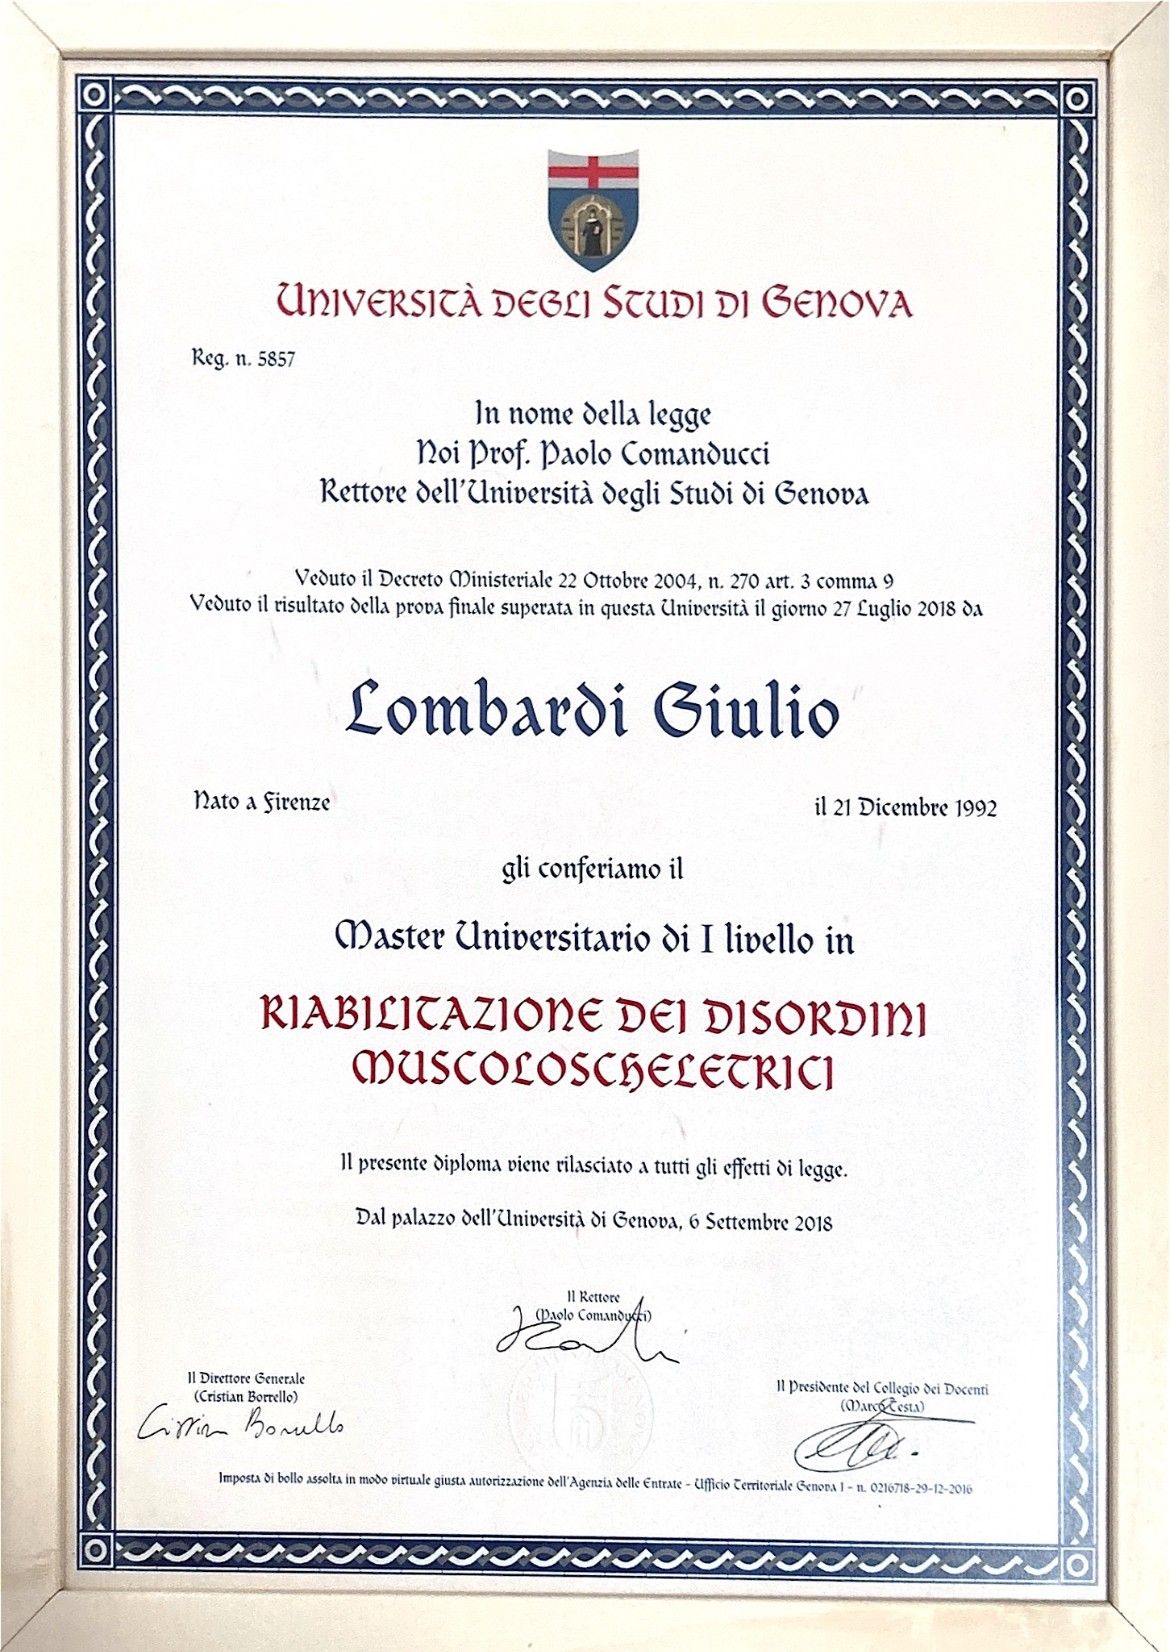 Università degli Studi di Genova
Reg. n. 5857
In nome della legge
Noi Prof. Paolo Comanducci
Rettore dell'Università degli Studi di Genova
Veduto il Decreto Ministeriale 22 Ottobre 2004, n. 270 art. 3 comma 9
Veduto il risultato della prova finale superata in questa Università il giorno 27 Luglio 2018 da
Lombardi Giulio
Nato a Firenze il 21 Dicembre 1992
gli conferiamo il
Master Universitario di I livello in
RIABILITAZIONE DEI DISORDINI
MUSCOLOSCHELETRICI
Il presente diploma viene rilasciato a tutti gli effetti di legge.
Dal palazzo dell'Università di Genova, 6 Settembre 2018
Il Rettore
(Paolo Comanducci)
Il Direttore Generale
(Cristian Borrello)
Cristian Borrello
Il Presidente del Collegio dei Docenti
(Marco Testa)
Imposta di bollo assolta in modo virtuale giusta autorizzazione dell'Agenzia delle Entrate - Ufficio Territoriale Genova 1 - n. 0216718-29-12-2016